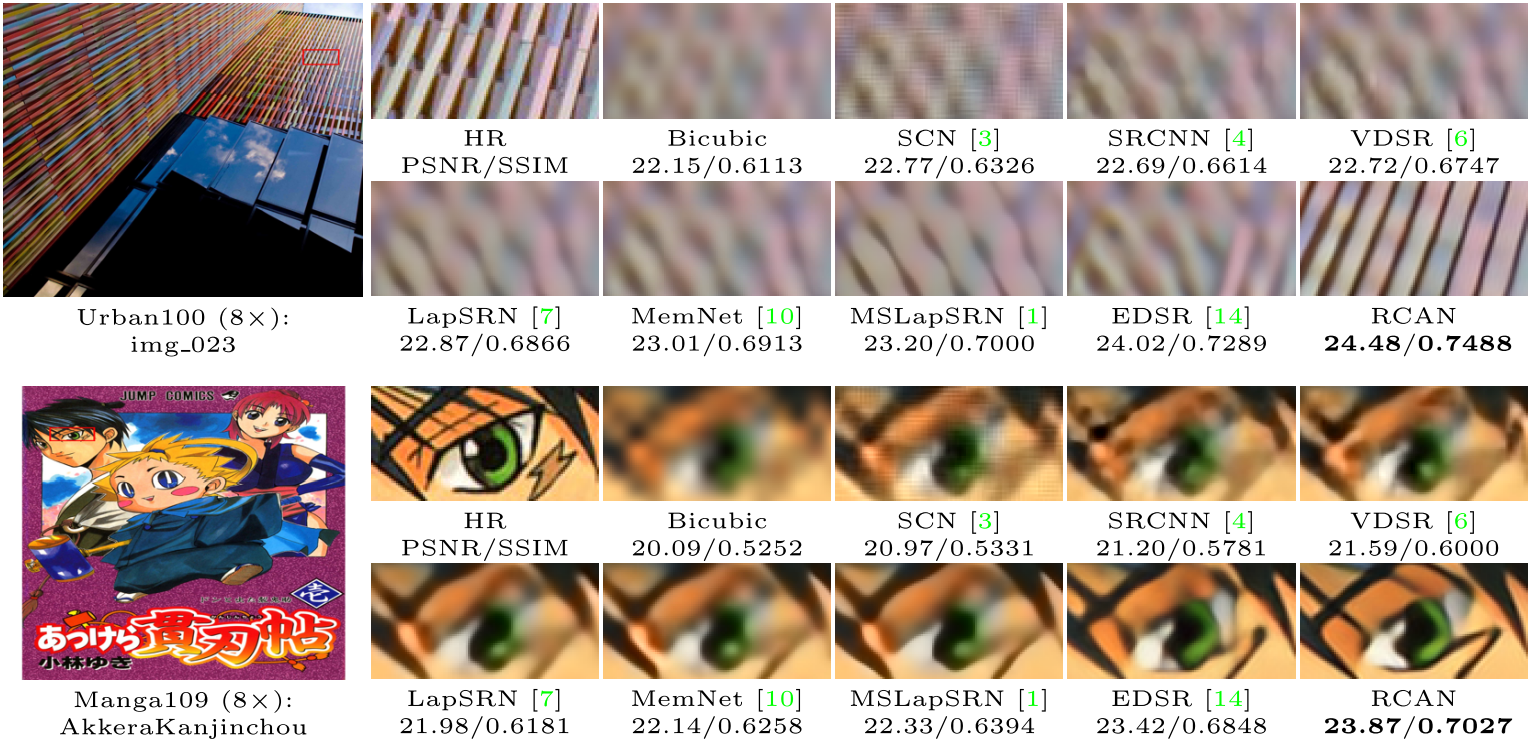 HR
PSNR/SSIM
Bicubic
22.15/0.6113
SCN [3]
22.77/0.6326
SRCNN [4]
22.69/0.6614
VDSR [6]
22.72/0.6747
Urban100 (8×):
img_023
LapSRN [7]
22.87/0.6866
MemNet [10]
23.01/0.6913
MSLapSRN [1]
23.20/0.7000
EDSR [14]
24.02/0.7289
RCAN
24.48/0.7488
JUMP COMICS
壱
あっけら貫刃帖
小林ゆき
HR
PSNR/SSIM
Bicubic
20.09/0.5252
SCN [3]
20.97/0.5331
SRCNN [4]
21.20/0.5781
VDSR [6]
21.59/0.6000
Manga109 (8×):
AkkeraKanjinchou
LapSRN [7]
21.98/0.6181
MemNet [10]
22.14/0.6258
MSLapSRN [1]
22.33/0.6394
EDSR [14]
23.42/0.6848
RCAN
23.87/0.7027